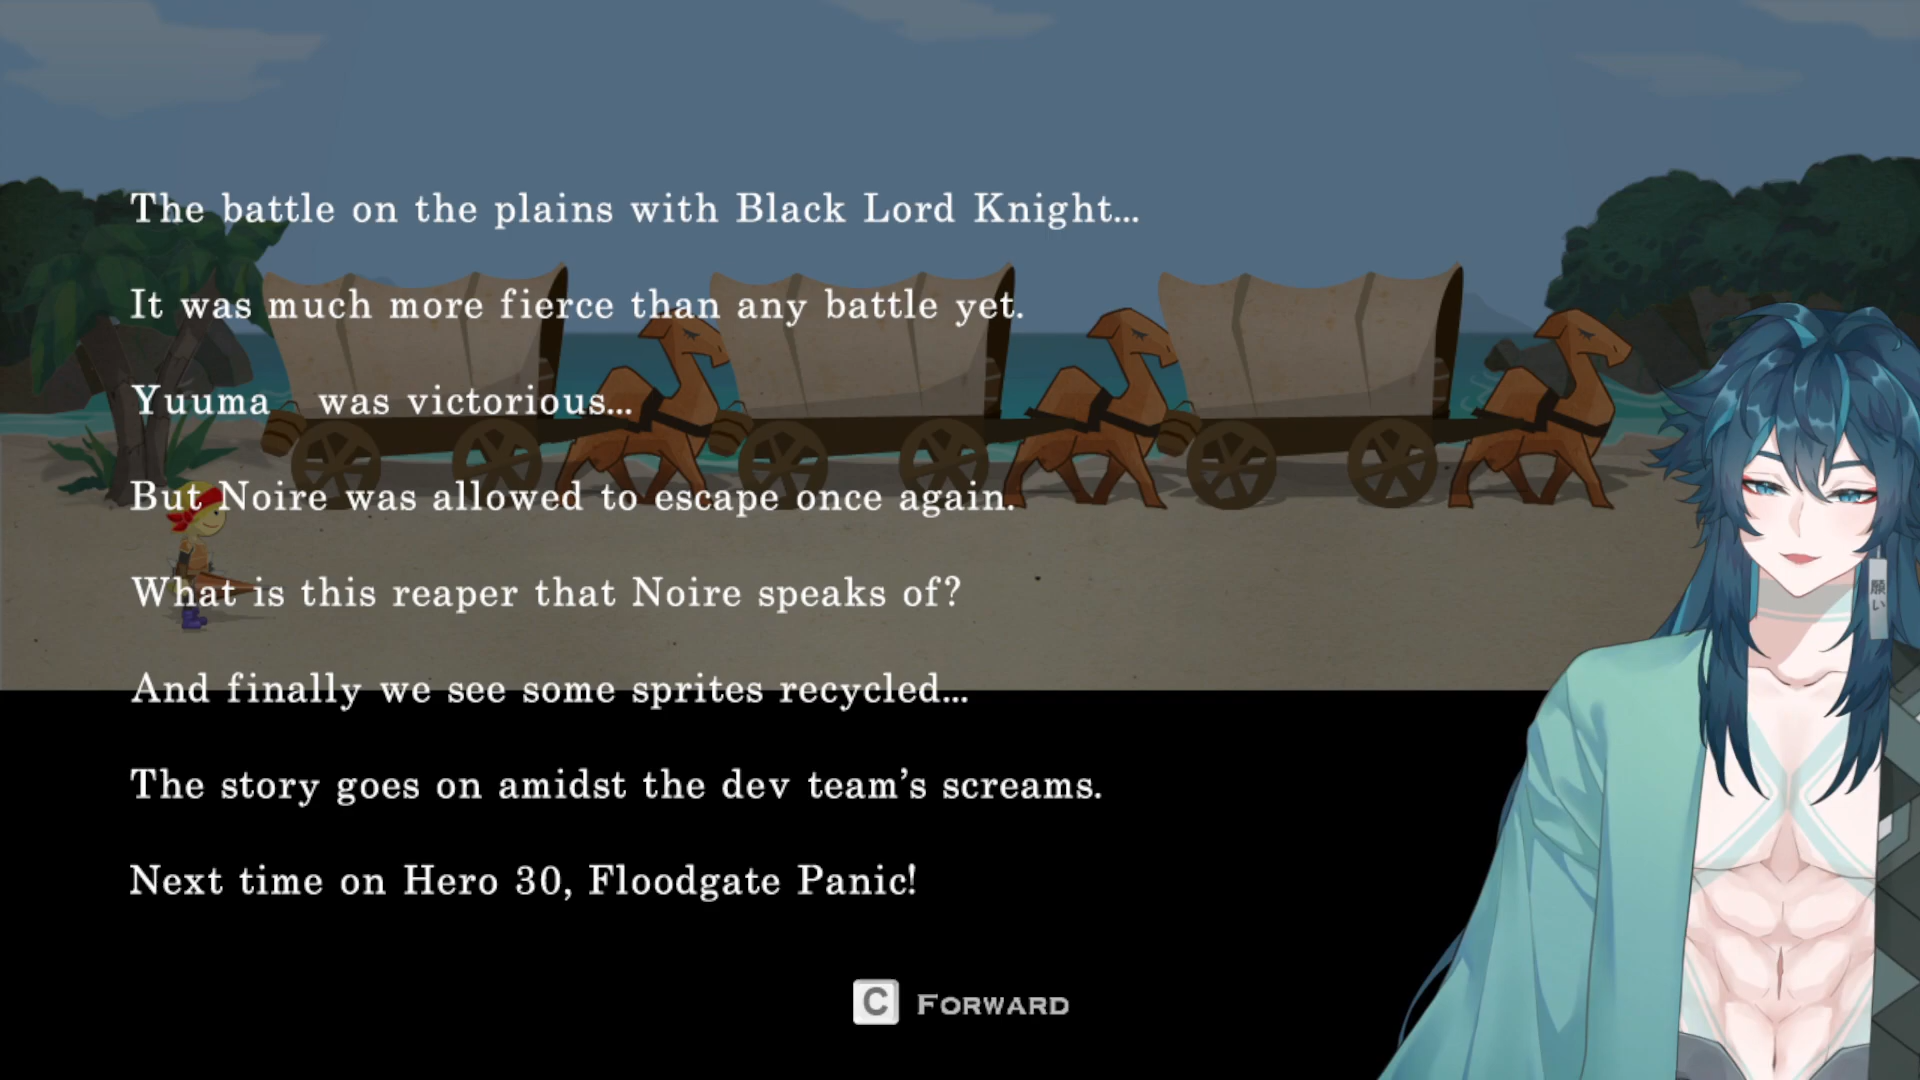 The battle on the plains with Black Lord Knight...
It was much more fierce than any battle yet.
Yuuma was victorious...
But Noire was allowed to escape once again.
What is this reaper that Noire speaks of?
And finally we see some sprites recycled...
The story goes on amidst the dev team's screams.
Next time on Hero 30, Floodgate Panic!
C FORWARD
願い